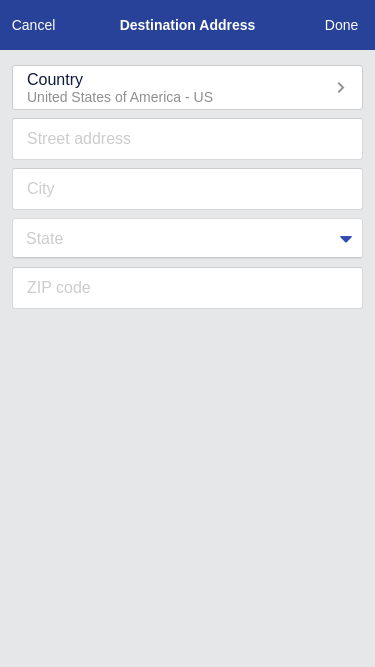 Cancel Destination Address Done
Country
United States of America - US
Street address
City
State
ZIP code